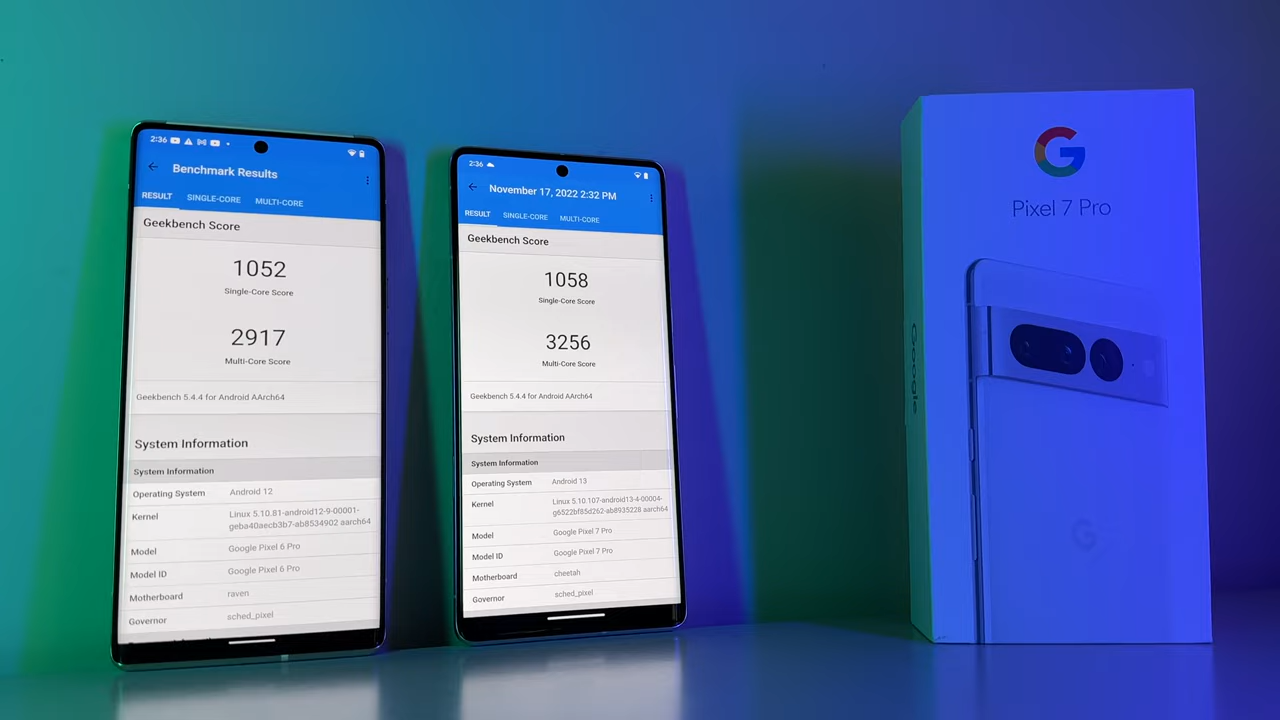 2:36
Benchmark Results
RESULT SINGLE-CORE MULTI-CORE
Geekbench Score
1052
Single-Core Score
2917
Multi-Core Score
Geekbench 5.4.4 for Android AArch64
System Information
System Information
Operating System Android 12
Kernel Linux 5.10.81-android12-9-00001-
geba40aecb3b7-ab8534902 aarch64
Model Google Pixel 6 Pro
Model ID Google Pixel 6 Pro
Motherboard raven
Governor sched_pixel
2:36
November 17, 2022 2:32 PM
RESULT SINGLE-CORE MULTI-CORE
Geekbench Score
1058
Single-Core Score
3256
Multi-Core Score
Geekbench 5.4.4 for Android AArch64
System Information
System Information
Operating System Android 13
Kernel Linux 5.10.107-android13-4-00004-
g6522bf85d262-ab8935228 aarch64
Model Google Pixel 7 Pro
Model ID Google Pixel 7 Pro
Motherboard cheetah
Governor sched_pixel
G
Pixel 7 Pro
Google
G